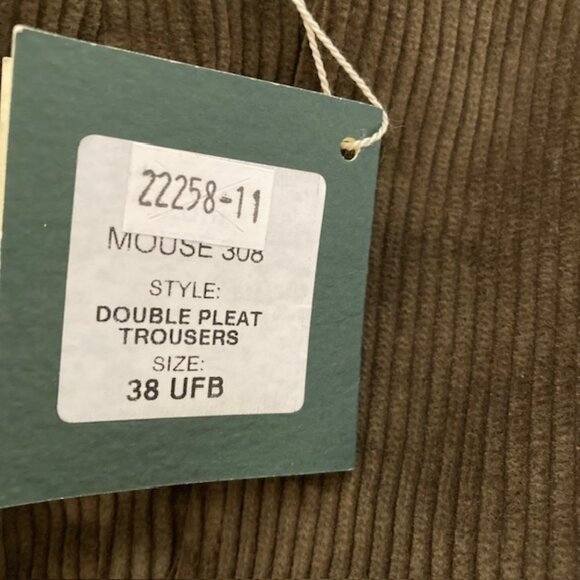 22258-11
MOUSE 308
STYLE:
DOUBLE PLEAT
TROUSERS
SIZE:
38 UFB